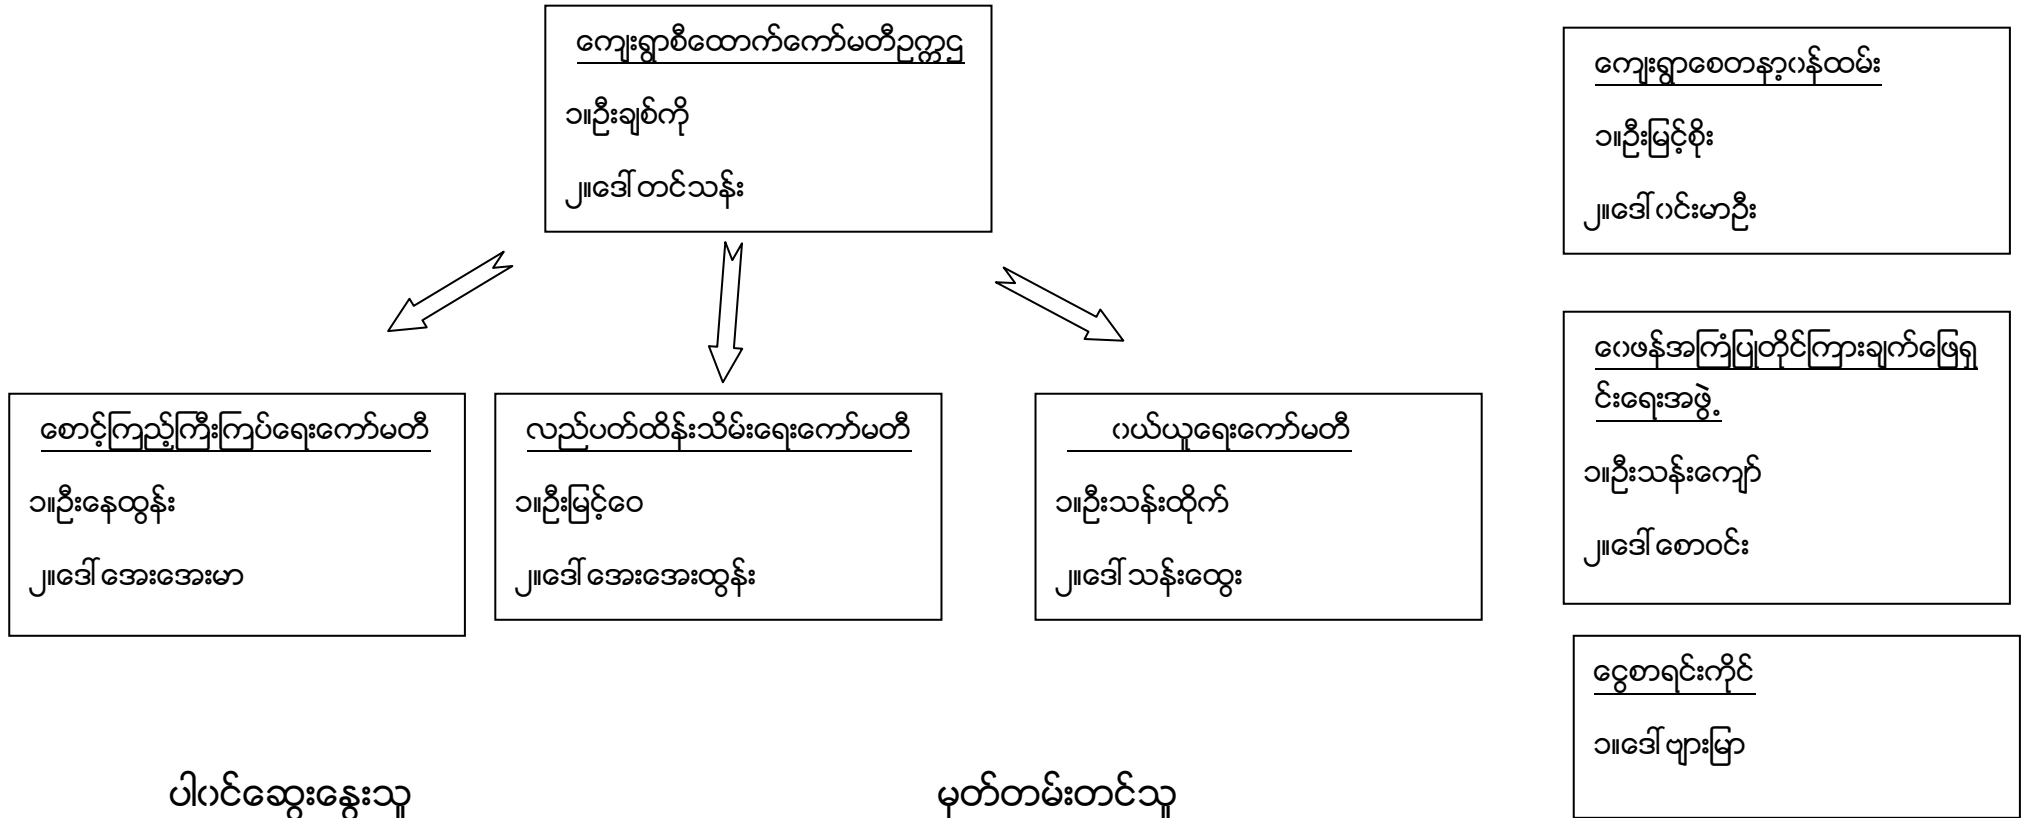 ကျေးရွာစီထောက်ကော်မတီဥက္ကဌ
၁။ဦးချစ်ကို
၂။ဒေါ်တင်သန်း
ကျေးရွာစေတနာ့၀န်ထမ်း
၁။ဦးမြင့်စိုး
၂။ဒေါ်၀င်းမာဦး
စောင့်ကြည့်ကြီးကြပ်ရေးကော်မတီ
၁။ဦးနေထွန်း
၂။ဒေါ်အေးအေးမာ
လည်ပတ်ထိန်းသိမ်းရေးကော်မတီ
၁။ဦးမြင့်ဝေ
၂။ဒေါ်အေးအေးထွန်း
၀ယ်ယူရေးကော်မတီ
၁။ဦးသန်းထိုက်
၂။ဒေါ်သန်းထွေး
ဝေဖန်အကြံပြုတိုင်ကြားချက်ဖြေရှ
င်းရေးအဖွဲ့
၁။ဦးသန်းကျော်
၂။ဒေါ်စောဝင်း
ငွေစာရင်းကိုင်
၁။ဒေါ်ဗျားမြာ
ပါ၀င်ဆွေးနွေးသူ
မှတ်တမ်းတင်သူ